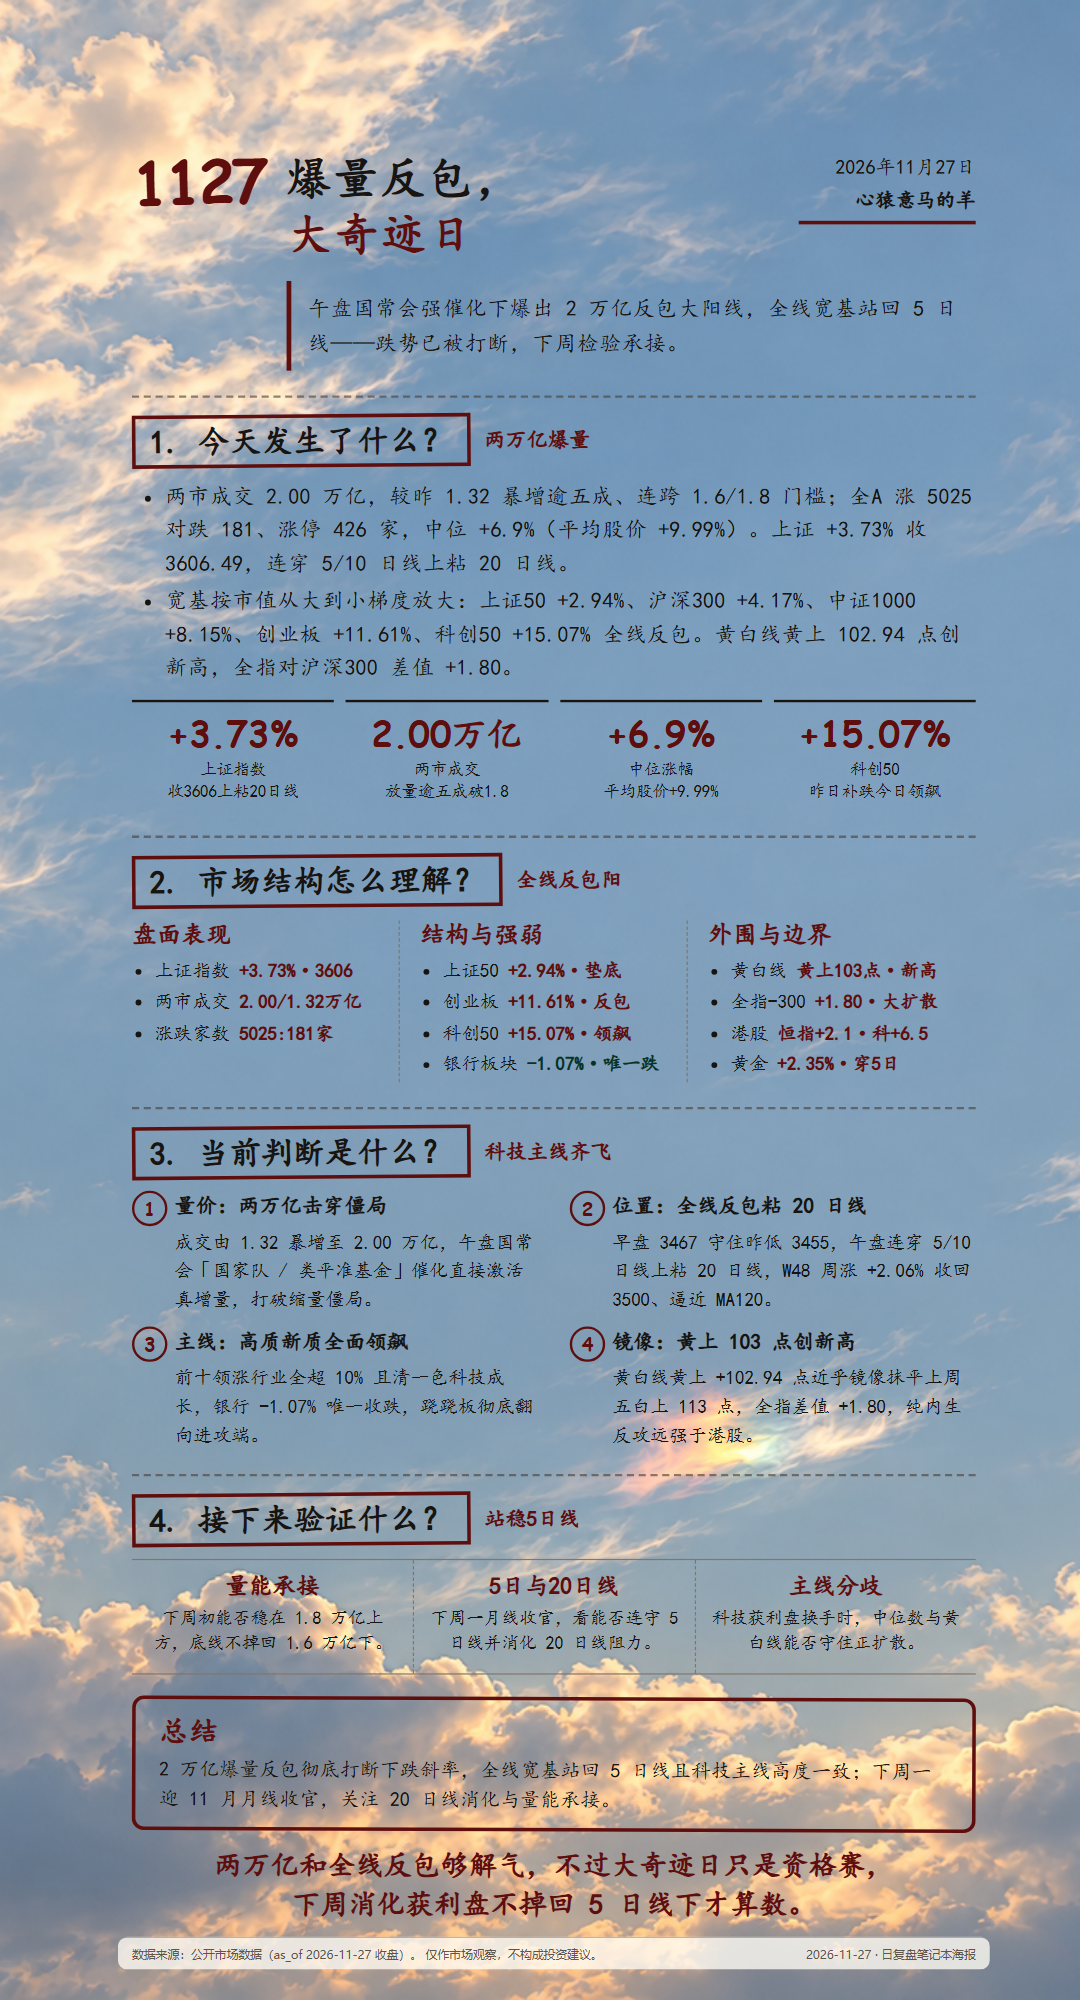 1127 爆量反包，
大奇迹日
2026年11月27日
心猿意马的羊
午盘国常会强催化下爆出 2 万亿反包大阳线，全线宽基站回 5 日
线——跌势已被打断，下周检验承接。
1. 今天发生了什么？ 两万亿爆量
• 两市成交 2.00 万亿，较昨 1.32 暴增逾五成、连跨 1.6/1.8 门槛；全A 涨 5025
对跌 181、涨停 426 家，中位 +6.9%（平均股价 +9.99%）。上证 +3.73% 收
3606.49，连穿 5/10 日线上粘 20 日线。
• 宽基按市值从大到小梯度放大：上证50 +2.94%、沪深300 +4.17%、中证1000
+8.15%、创业板 +11.61%、科创50 +15.07% 全线反包。黄白线黄上 102.94 点创
新高，全指对沪深300 差值 +1.80。
+3.73%
上证指数
收3606上粘20日线
2.00万亿
两市成交
放量逾五成破1.8
+6.9%
中位涨幅
平均股价+9.99%
+15.07%
科创50
昨日补跌今日领飙
2. 市场结构怎么理解？ 全线反包阳
盘面表现
• 上证指数 +3.73%·3606
• 两市成交 2.00/1.32万亿
• 涨跌家数 5025:181家
结构与强弱
• 上证50 +2.94%·垫底
• 创业板 +11.61%·反包
• 科创50 +15.07%·领飙
• 银行板块 -1.07%·唯一跌
外围与边界
• 黄白线 黄上103点·新高
• 全指-300 +1.80·大扩散
• 港股 恒指+2.1·科+6.5
• 黄金 +2.35%·穿5日
3. 当前判断是什么？ 科技主线齐飞
1 量价：两万亿击穿僵局
成交由 1.32 暴增至 2.00 万亿，午盘国常
会「国家队 / 类平准基金」催化直接激活
真增量，打破缩量僵局。
2 位置：全线反包粘 20 日线
早盘 3467 守住昨低 3455，午盘连穿 5/10
日线上粘 20 日线，W48 周涨 +2.06% 收回
3500、逼近 MA120。
3 主线：高质新质全面领飙
前十领涨行业全超 10% 且清一色科技成
长，银行 -1.07% 唯一收跌，跷跷板彻底翻
向进攻端。
4 镜像：黄上 103 点创新高
黄白线黄上 +102.94 点近乎镜像抹平上周
五白上 113 点，全指差值 +1.80，纯内生
反攻远强于港股。
4. 接下来验证什么？ 站稳5日线
量能承接
下周初能否稳在 1.8 万亿上
方，底线不掉回 1.6 万亿下。
5日与20日线
下周一月线收官，看能否连守 5
日线并消化 20 日线阻力。
主线分歧
科技获利盘换手时，中位数与黄
白线能否守住正扩散。
总结
2 万亿爆量反包彻底打断下跌斜率，全线宽基站回 5 日线且科技主线高度一致；下周一
迎 11 月月线收官，关注 20 日线消化与量能承接。
两万亿和全线反包够解气，不过大奇迹日只是资格赛，
下周消化获利盘不掉回 5 日线下才算数。
数据来源：公开市场数据（as_of 2026-11-27 收盘）。 仅作市场观察，不构成投资建议。
2026-11-27 · 日复盘笔记本海报